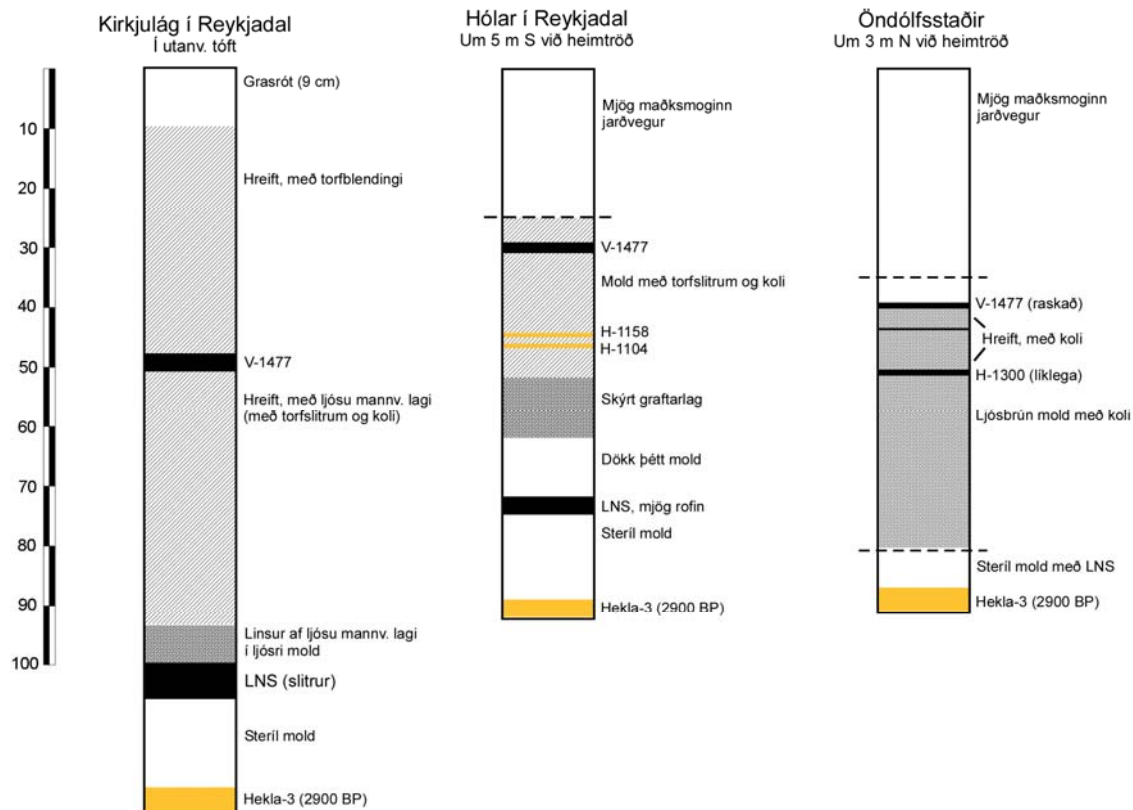 Kirkjulág í Reykjadal
Í utanv. tóft
Grasrót (9 cm)
Hreift, með torfblendingi
V-1477
Hreift, með ljósu mannv. lagi
(með torfslitrum og koli)
Linsur af ljósu mannv. lagi
í ljósri mold
LNS (slitrur)
Steríl mold
Hekla-3 (2900 BP)
10
20
30
40
50
60
70
80
90
100
Hólar í Reykjadal
Um 5 m S við heimtröð
Mjög maðksmoginn
jarðvegur
V-1477
Mold með torfslitrum og koli
H-1158
H-1104
Skýrt graftarlag
Dökk þétt mold
LNS, mjög rofin
Steríl mold
Hekla-3 (2900 BP)
Öndólfsstaðir
Um 3 m N við heimtröð
Mjög maðksmoginn
jarðvegur
V-1477 (raskað)
Hreift, með koli
H-1300 (líklega)
Ljósbrún mold með koli
Steríl mold með LNS
Hekla-3 (2900 BP)